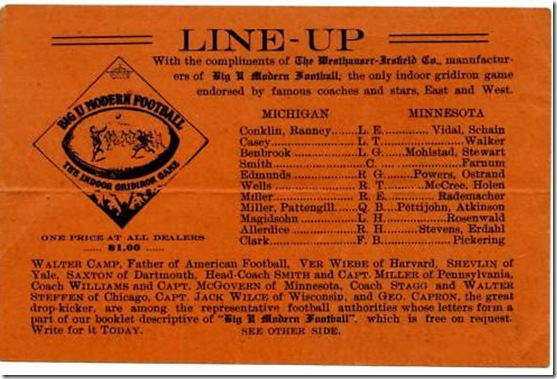 LINE-UP
With the compliments of The Westhauser-Irsfield Co., manufactur-
ers of Big U Modern Football; the only indoor gridiron game
endorsed by famous coaches and stars, East and West.
BIG U MODERN FOOTBALL
THE INDOOR GRIDIRON GAME
ONE PRICE AT ALL DEALERS
...... $1.00 ......
MICHIGAN MINNESOTA
Conklin, Ranney......L. E............ Vidal, Schain
Casey......L. T............Walker
Benbrook......L. G......Mohlstad, Stewart
Smith......C. ............Farnum
Edmunds......R G......Powers, Ostrand
Wells......R. T......McCree, Holen
Miller......R. E............Rademacher
Miller, Pattengill......Q. B....Pettijohn, Atkinson
Magidsohn......L. H............Rosenwald
Allerdice......R. H......Stevens, Erdahl
Clark......F. B............Pickering
WALTER CAMP, Father of American Football, VER WIEBE of Harvard, SHEVLIN of
Yale, SAXTON of Dartmouth, Head-Coach SMITH and CAPT. MILLER of Pennsylvania,
Coach WILLIAMS and CAPT. MCGOVERN of Minnesota, Coach STAGG and WALTER
STEFFEN of Chicago, CAPT. JACK WILCE of Wisconsin, and GEO. CAPRON, the great
drop-kicker, are among the representative football authorities whose letters form a
part of our booklet descriptive of "Big U Modern Football", which is free on request.
Write for it TODAY. SEE OTHER SIDE.